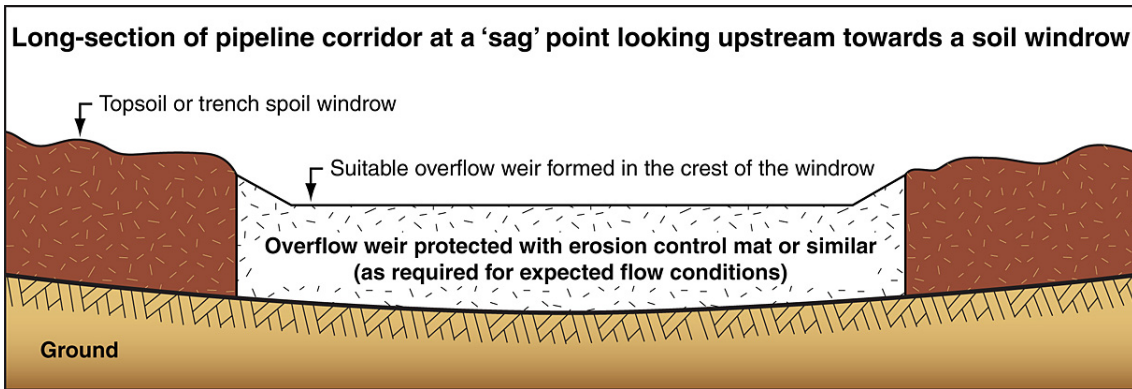 Long-section of pipeline corridor at a ‘sag’ point looking upstream towards a soil windrow
Topsoil or trench spoil windrow
Suitable overflow weir formed in the crest of the windrow
Overflow weir protected with erosion control mat or similar
(as required for expected flow conditions)
Ground